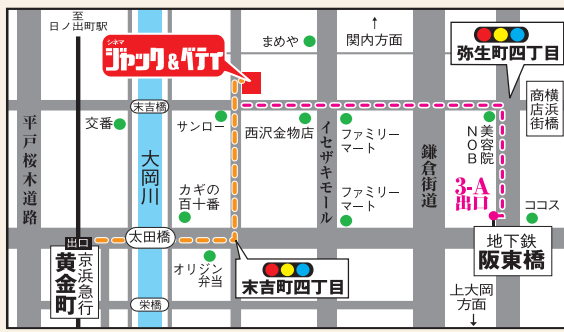 至
日ノ出町駅
シネマ
ジャック&ベティ
まめや
↑
関内方面
弥生町四丁目
末吉橋
交番
サンロー
西沢金物店
ファミリー
マート
美容院
NOB
横浜橋
商店街
平戸桜木道路
大岡川
イセザキモール
鎌倉街道
カギの
百十番
ファミリー
マート
3-A
出口
ココス
出口
太田橋
地下鉄
阪東橋
京浜急行
黄金町
オリジン
弁当
末吉町四丁目
栄橋
上大岡
方面
↓